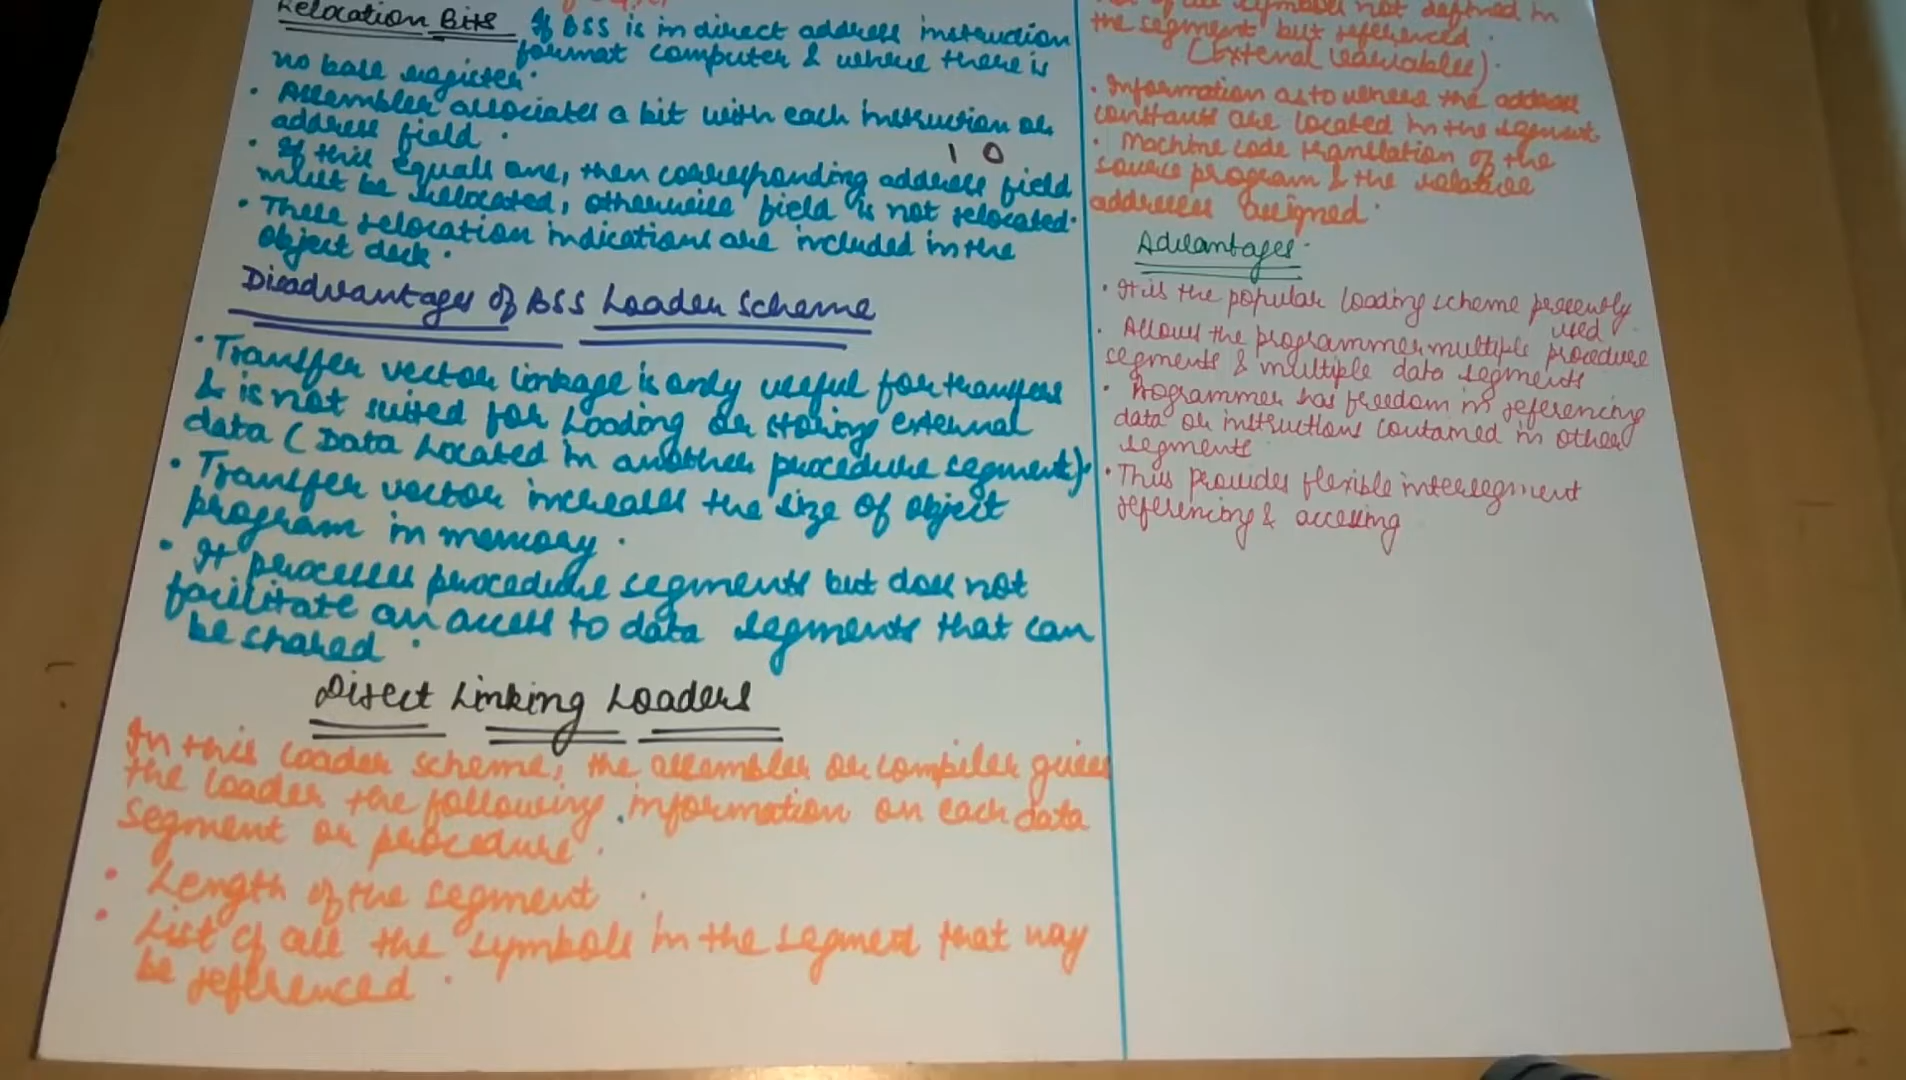 Relocation Bits
If BSS is in direct address instruction
format computer & where there is
no base register.
• Assembler associates a bit with each instruction or
address field.
1 0
• If this equals one, then corresponding address field
must be relocated, otherwise field is not relocated.
• These relocation indications are included in the
object deck.
Disadvantages of BSS Loader Scheme
• Transfer vector linkage is only useful for transfers
& is not suited for Loading or storing external
data (Data Located in another procedure segment).
• Transfer vector increases the size of object
program in memory.
• It processes procedure segments but does not
facilitate an access to data segments that can
be shared.
Direct Linking Loaders
In this loader scheme, the assembler or compiler gives
the loader the following information on each data
segment or procedure.
• Length of the segment.
• List of all the symbols in the segment that may
be referenced.
of all symbols not defined in
the segment but referenced.
(External variables).
• Information as to where the address
constants are located in the segment
• Machine code translation of the
source program & the relative
addresses assigned.
Advantages.
• It is the popular loading scheme presently
used
• Allows the programmer multiple procedure
segments & multiple data segments
• Programmer has freedom in referencing
data or instructions contained in other
segments
• This provides flexible intersegment
referencing & accessing